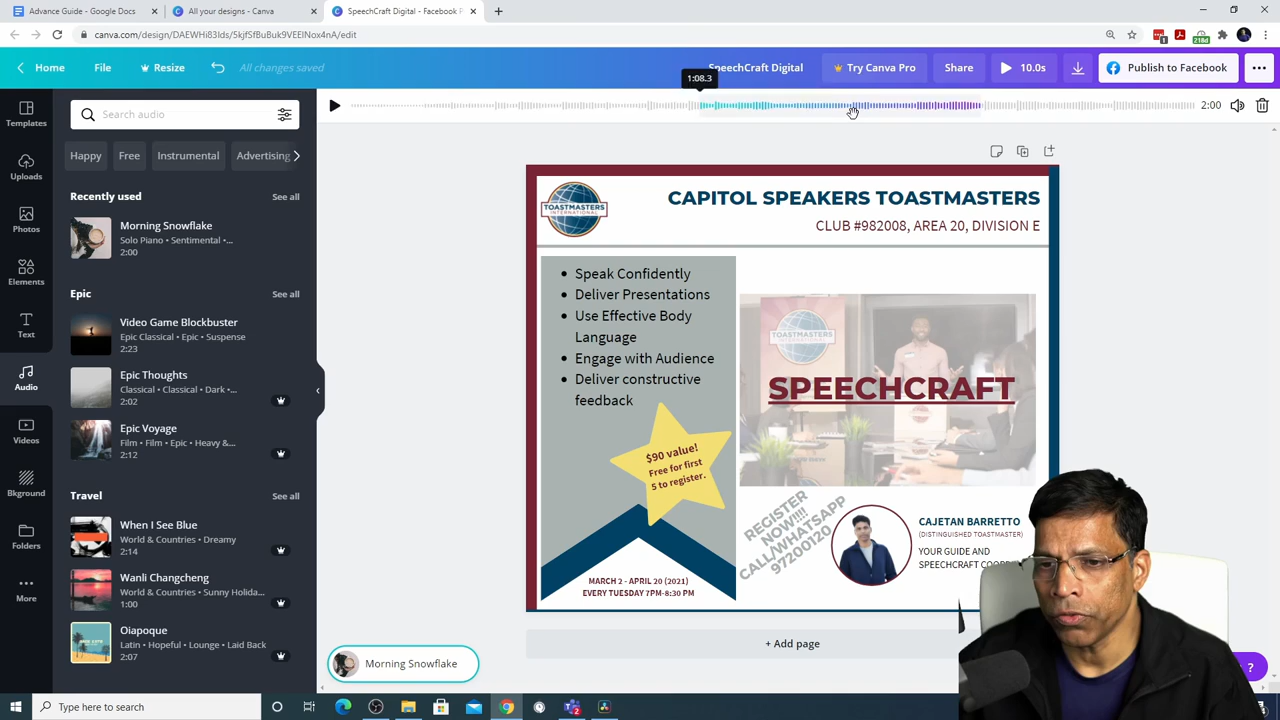 Advance Guide - Google Docs
All your designs - Canva
SpeechCraft Digital - Facebook P
canva.com/design/DAEWHi83Ids/5kjfSfBuBuk9VEEINox4nA/edit
1
218d
Home
File
Resize
All changes saved
SpeechCraft Digital
Try Canva Pro
Share
10.0s
Publish to Facebook
1:08.3
2:00
Templates
Uploads
Photos
Elements
Text
Audio
Videos
Bkground
Folders
More
Search audio
Happy
Free
Instrumental
Advertising
Recently used
See all
Morning Snowflake
Solo Piano • Sentimental •...
2:00
Epic
See all
Video Game Blockbuster
Epic Classical • Epic • Suspense
2:23
Epic Thoughts
Classical • Classical • Dark •...
2:02
Epic Voyage
Film • Film • Epic • Heavy &...
2:12
Travel
See all
When I See Blue
World & Countries • Dreamy
2:14
Wanli Changcheng
World & Countries • Sunny Holida...
1:00
Oiapoque
Latin • Hopeful • Lounge • Laid Back
2:07
TOASTMASTERS
INTERNATIONAL
CAPITOL SPEAKERS TOASTMASTERS
CLUB #982008, AREA 20, DIVISION E
• Speak Confidently
• Deliver Presentations
• Use Effective Body
Language
• Engage with Audience
• Deliver constructive
feedback
$90 value!
Free for first
5 to register.
MARCH 2 - APRIL 20 (2021)
EVERY TUESDAY 7PM-8:30 PM
TOASTMASTERS
INTERNATIONAL
SPEECHCRAFT
REGISTER
NOW!!!!
CALL/WHATSAPP
97200120
CAJETAN BARRETTO
(DISTINGUISHED TOASTMASTER)
YOUR GUIDE AND
SPEECHCRAFT
+ Add page
Morning Snowflake
?
Type here to search